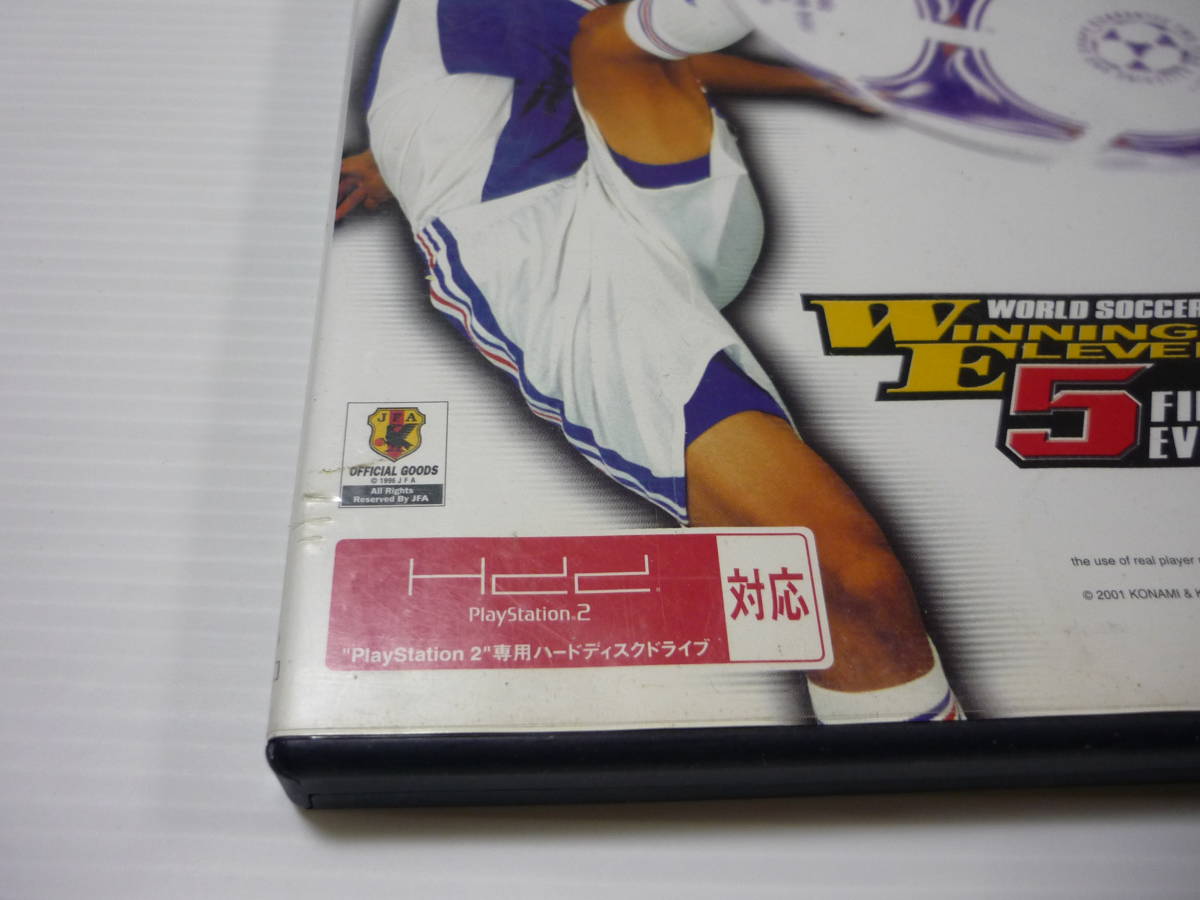 WORLD SOCCER
WINNING
ELEVE
5
FI
EV
JFA
OFFICIAL GOODS
© 1996 J F A
All Rights
Reserved By JFA
Hdd
PlayStation.2
対応
"PlayStation 2"専用ハードディスクドライブ
the use of real player
© 2001 KONAMI & K